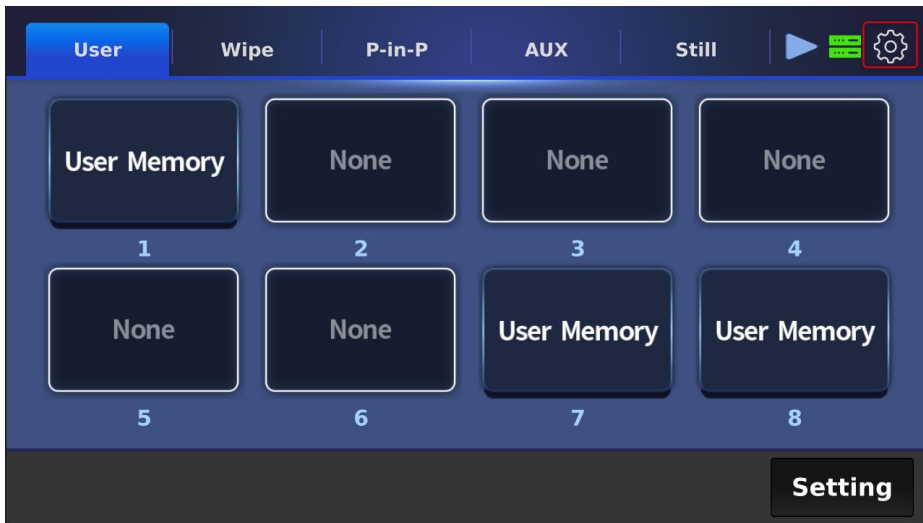 User Wipe P-in-P AUX Still
User Memory None None None
1 2 3 4
None None User Memory User Memory
5 6 7 8
Setting